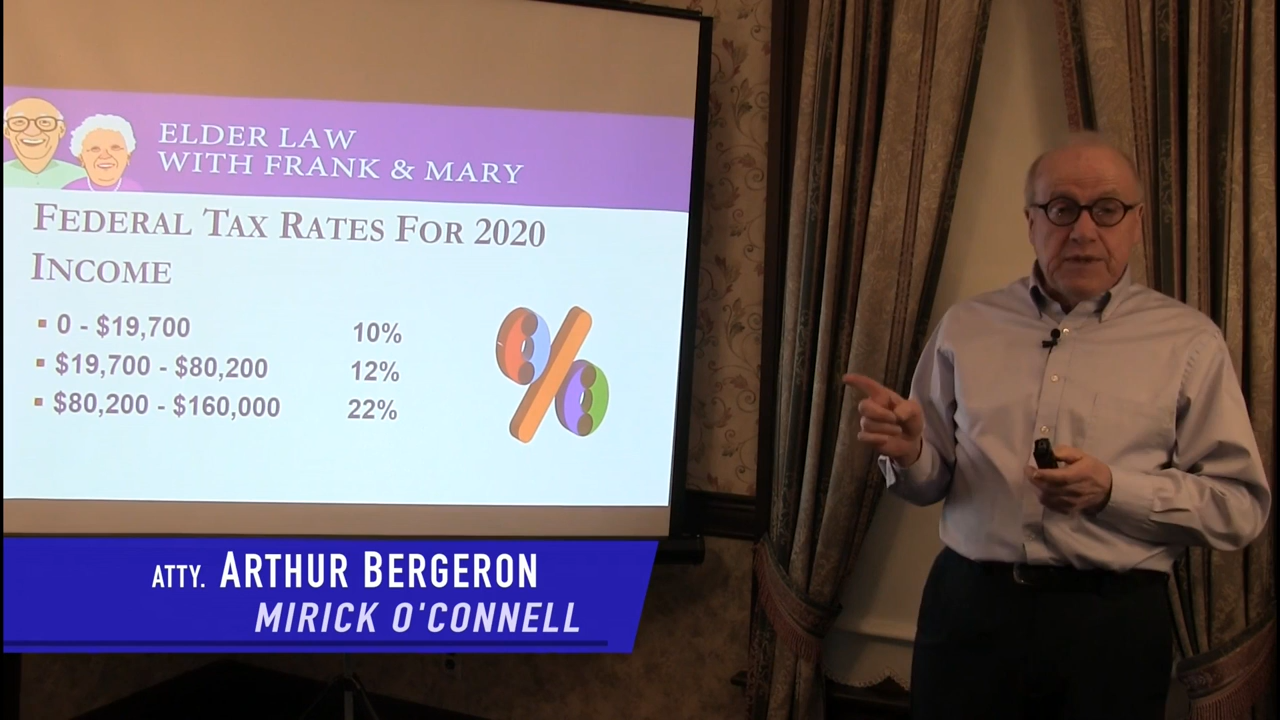 ELDER LAW
WITH FRANK & MARY
FEDERAL TAX RATES FOR 2020
INCOME
0 - $19,700 10%
$19,700 - $80,200 12%
$80,200 - $160,000 22%
%
ATTY. ARTHUR BERGERON
MIRICK O'CONNELL